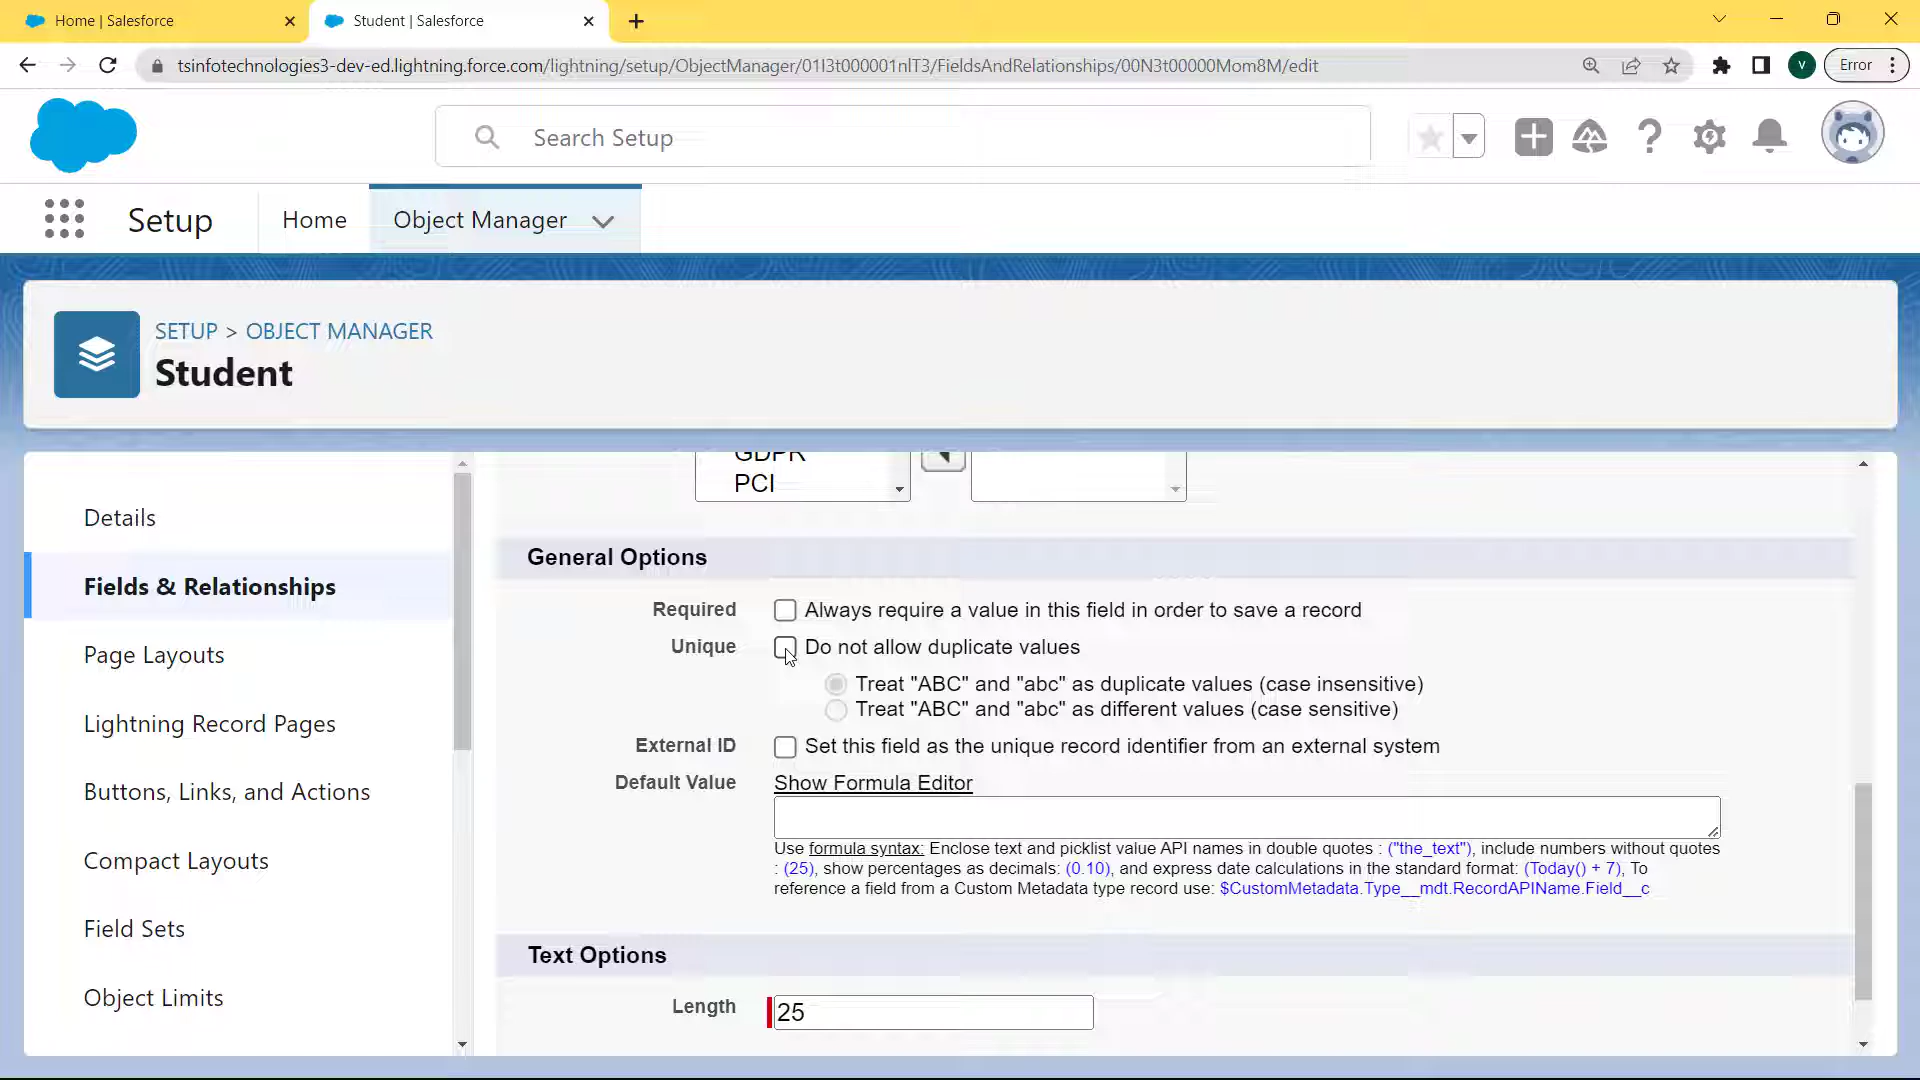 Home | Salesforce
Student | Salesforce
tsinfotechnologies3-dev-ed.lightning.force.com/lightning/setup/ObjectManager/01I3t000001nIT3/FieldsAndRelationships/00N3t00000Mom8M/edit
V
Error
Search Setup
Setup
Home
Object Manager
SETUP > OBJECT MANAGER
Student
Details
Fields & Relationships
Page Layouts
Lightning Record Pages
Buttons, Links, and Actions
Compact Layouts
Field Sets
Object Limits
GDPR
PCI
General Options
Required Always require a value in this field in order to save a record
Unique Do not allow duplicate values
Treat "ABC" and "abc" as duplicate values (case insensitive)
Treat "ABC" and "abc" as different values (case sensitive)
External ID Set this field as the unique record identifier from an external system
Default Value Show Formula Editor
Use formula syntax: Enclose text and picklist value API names in double quotes : ("the_text"), include numbers without quotes
: (25), show percentages as decimals: (0.10), and express date calculations in the standard format: (Today() + 7), To
reference a field from a Custom Metadata type record use: $CustomMetadata.Type__mdt.RecordAPIName.Field__c
Text Options
Length 25